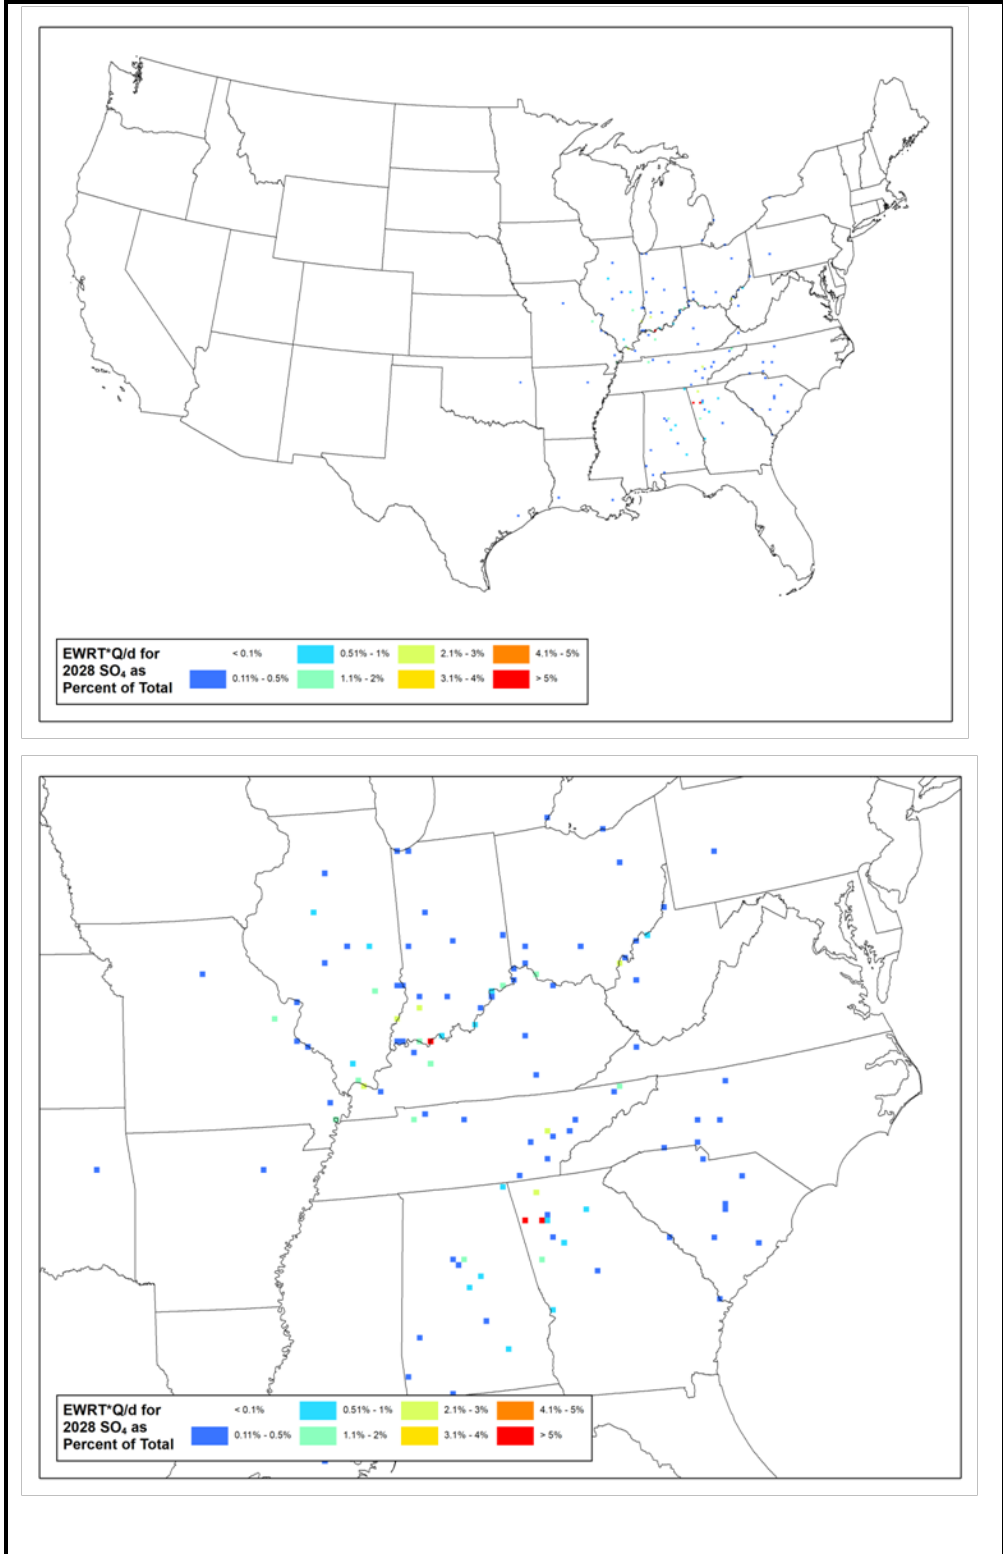 EWRT*Q/d for
2028 SO₄ as
Percent of Total
< 0.1% 0.51% - 1% 2.1% - 3% 4.1% - 5%
0.11% - 0.5% 1.1% - 2% 3.1% - 4% > 5%
EWRT*Q/d for
2028 SO₄ as
Percent of Total
< 0.1% 0.51% - 1% 2.1% - 3% 4.1% - 5%
0.11% - 0.5% 1.1% - 2% 3.1% - 4% > 5%